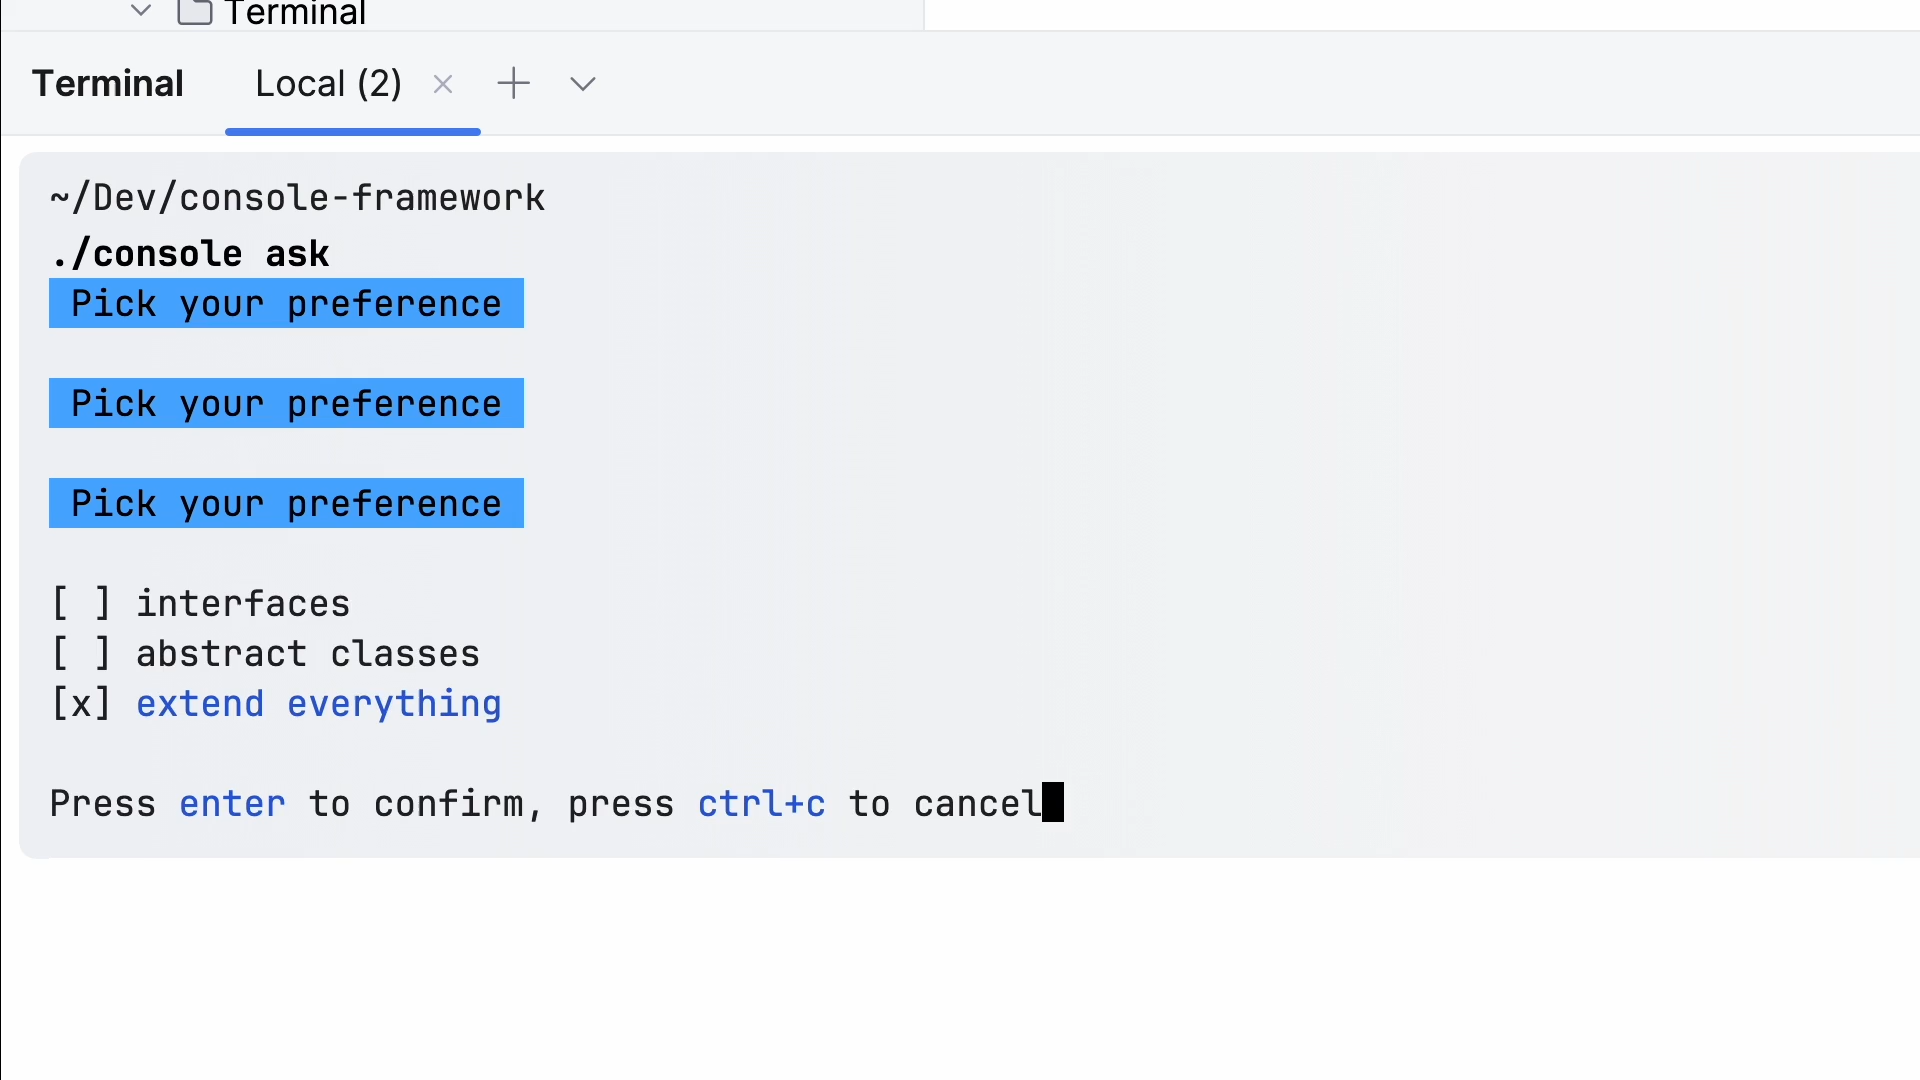 Terminal
Terminal Local (2)
~/Dev/console-framework
./console ask
Pick your preference
Pick your preference
Pick your preference
[ ] interfaces
[ ] abstract classes
[x] extend everything
Press enter to confirm, press ctrl+c to cancel